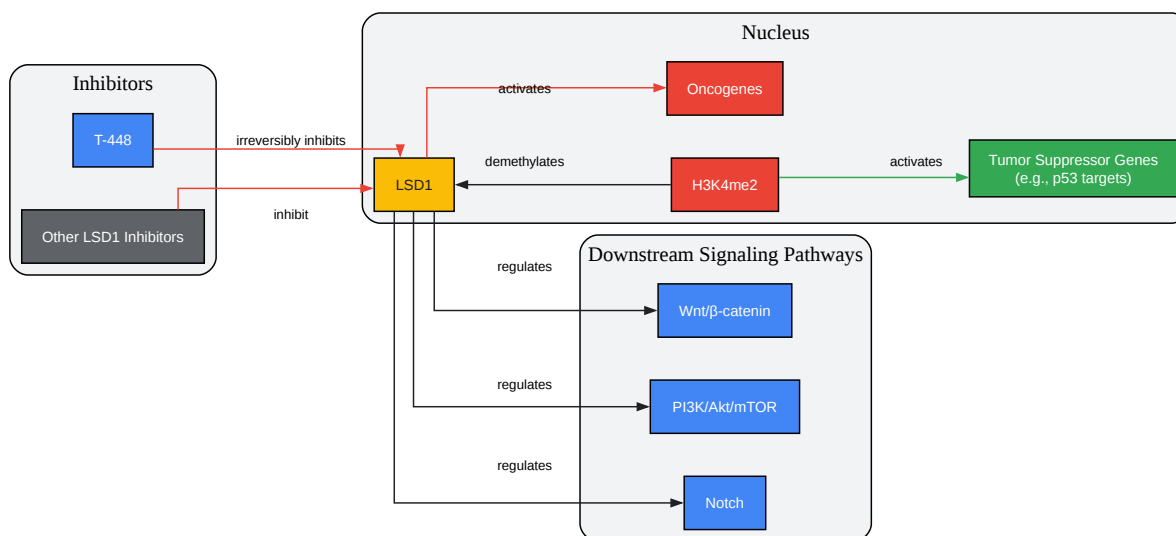 Nucleus
Inhibitors
Oncogenes
activates
T-448
irreversibly inhibits
demethylates
activates
Tumor Suppressor Genes
(e.g., p53 targets)
LSD1
H3K4me2
inhibit
Other LSD1 Inhibitors
Downstream Signaling Pathways
regulates
Wnt/β-catenin
regulates
PI3K/Akt/mTOR
regulates
Notch